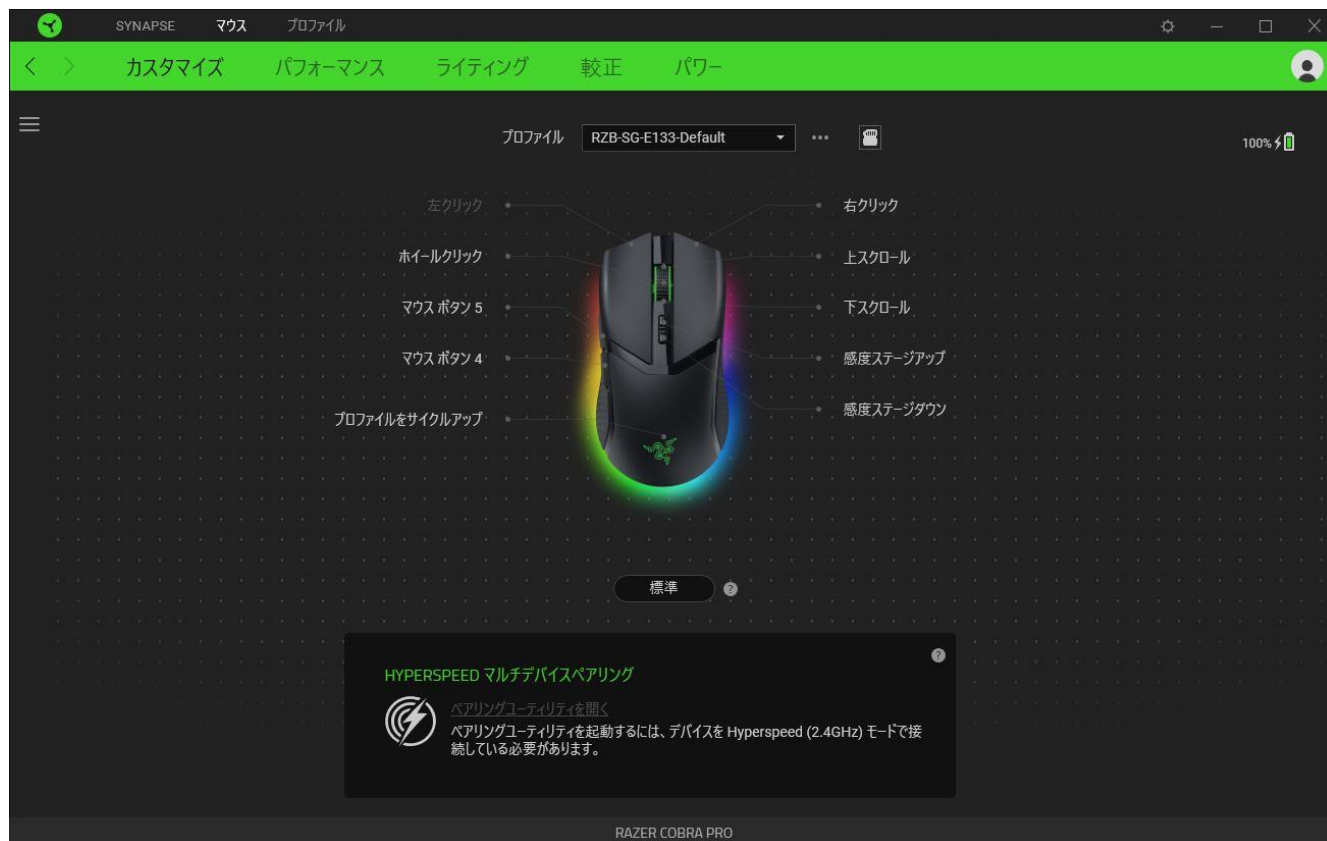 SYNAPSE マウス プロファイル
カスタマイズ パフォーマンス ライティング 較正 パワー
プロファイル RZB-SG-E133-Default
100%
左クリック
右クリック
ホイールクリック
上スクロール
マウス ボタン 5
下スクロール
マウス ボタン 4
感度ステージアップ
プロファイルをサイクルアップ
感度ステージダウン
標準
HYPERSPEED マルチデバイスペアリング
ペアリングユーティリティを開く
ペアリングユーティリティを起動するには、デバイスを Hyperspeed (2.4GHz) モードで接
続している必要があります。
RAZER COBRA PRO